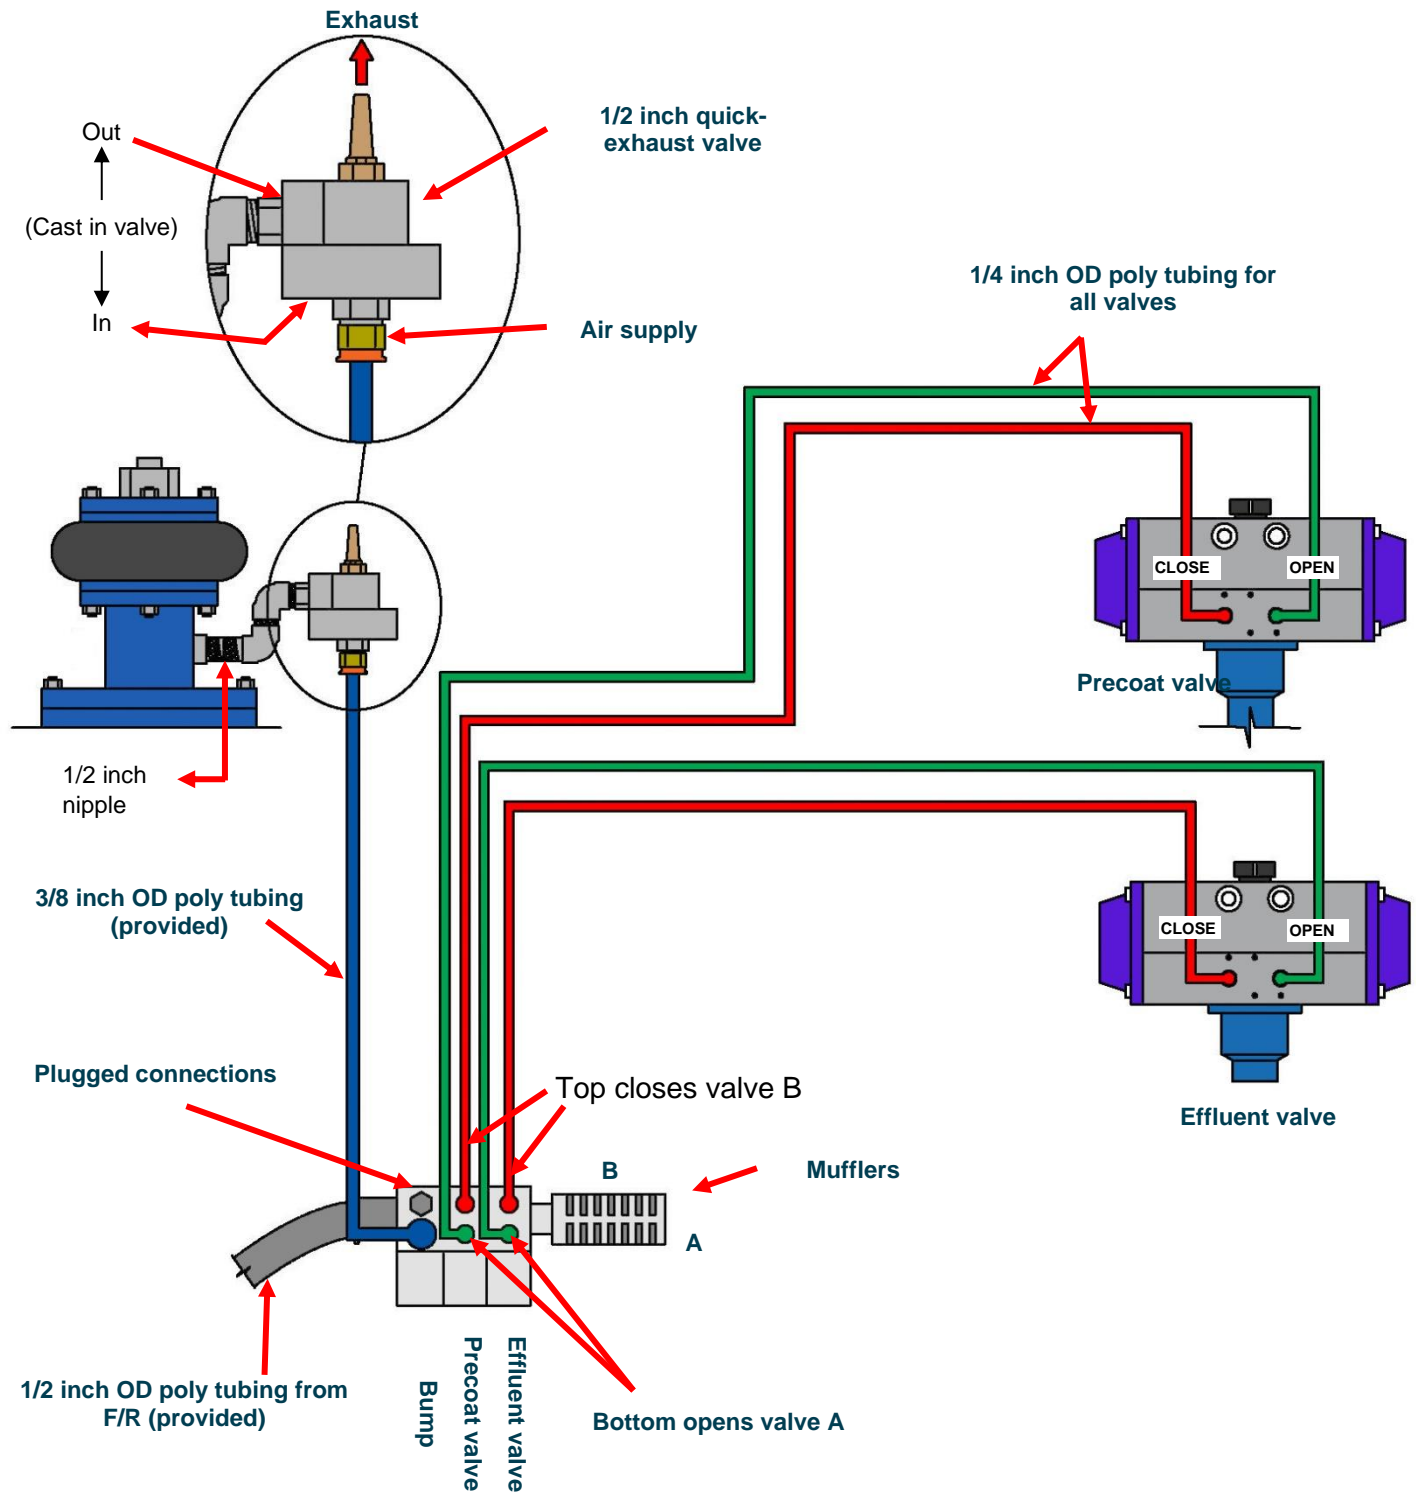 Exhaust
1/2 inch quick-
exhaust valve
Out
(Cast in valve)
In
Air supply
1/4 inch OD poly tubing for
all valves
CLOSE
OPEN
Precoat valve
1/2 inch
nipple
3/8 inch OD poly tubing
(provided)
CLOSE
OPEN
Effluent valve
Plugged connections
Top closes valve B
B
Mufflers
A
1/2 inch OD poly tubing from
F/R (provided)
Bump
Precoat valve
Effluent valve
Bottom opens valve A